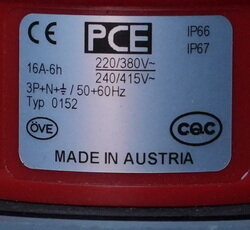 CE PCE IP66
IP67
16A-6h 220/380V~
240/415V~
3P+N+⏚ / 50+60Hz
Typ 0152
ÖVE CQC
MADE IN AUSTRIA